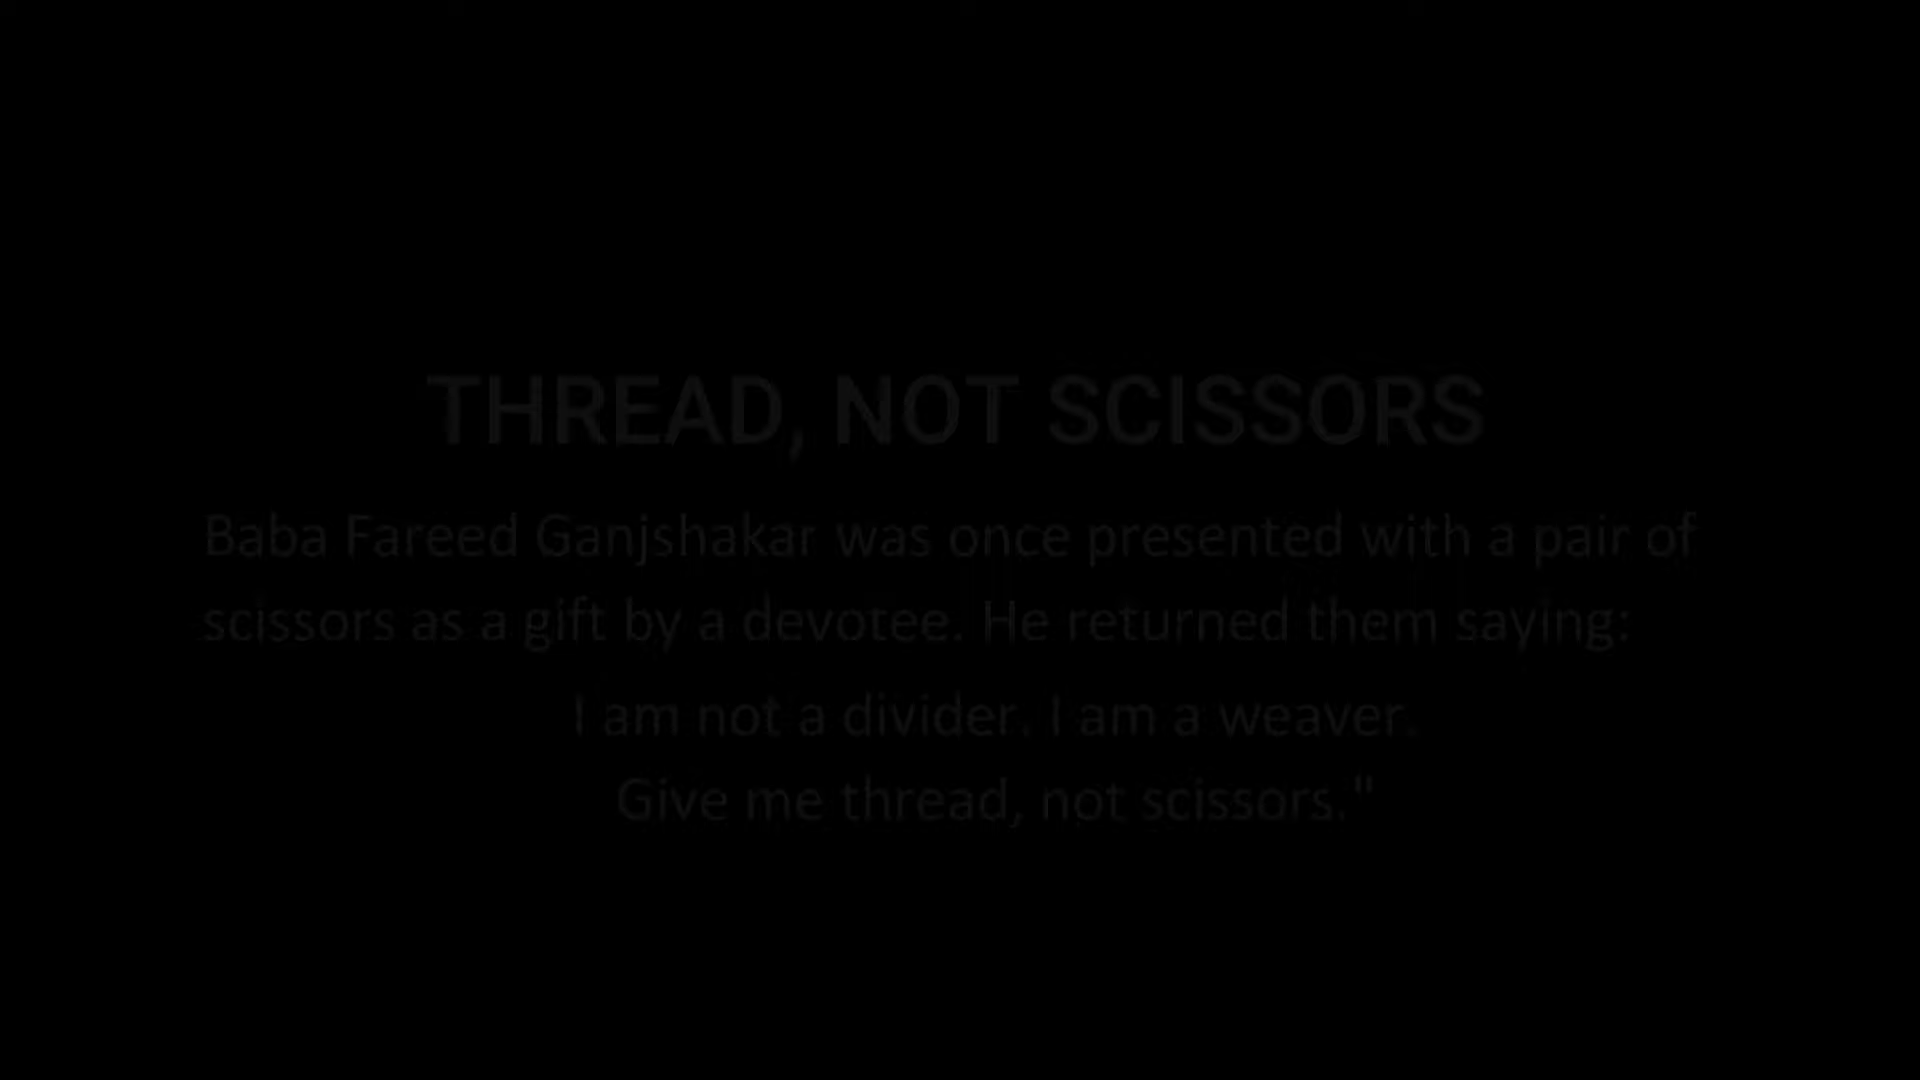 THREAD, NOT SCISSORS
Baba Fareed Ganjshakar was once presented with a pair of
scissors as a gift by a devotee. He returned them saying:
I am not a divider. I am a weaver.
Give me thread, not scissors."